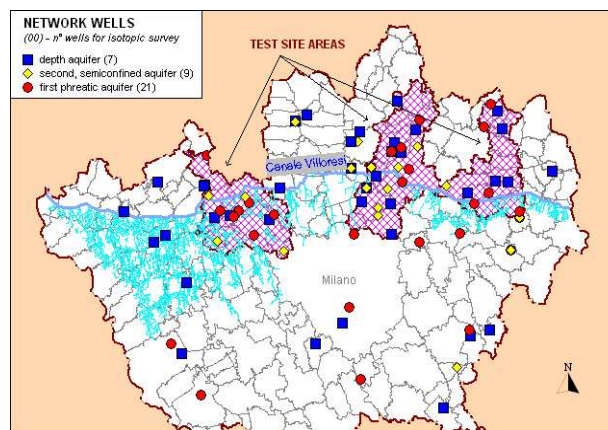 NETWORK WELLS
(00) - n° wells for isotopic survey
depth aquifer (7)
second, semiconfined aquifer (9)
first phreatic aquifer (21)
TEST SITE AREAS
Canale Villoresi
Milano
N